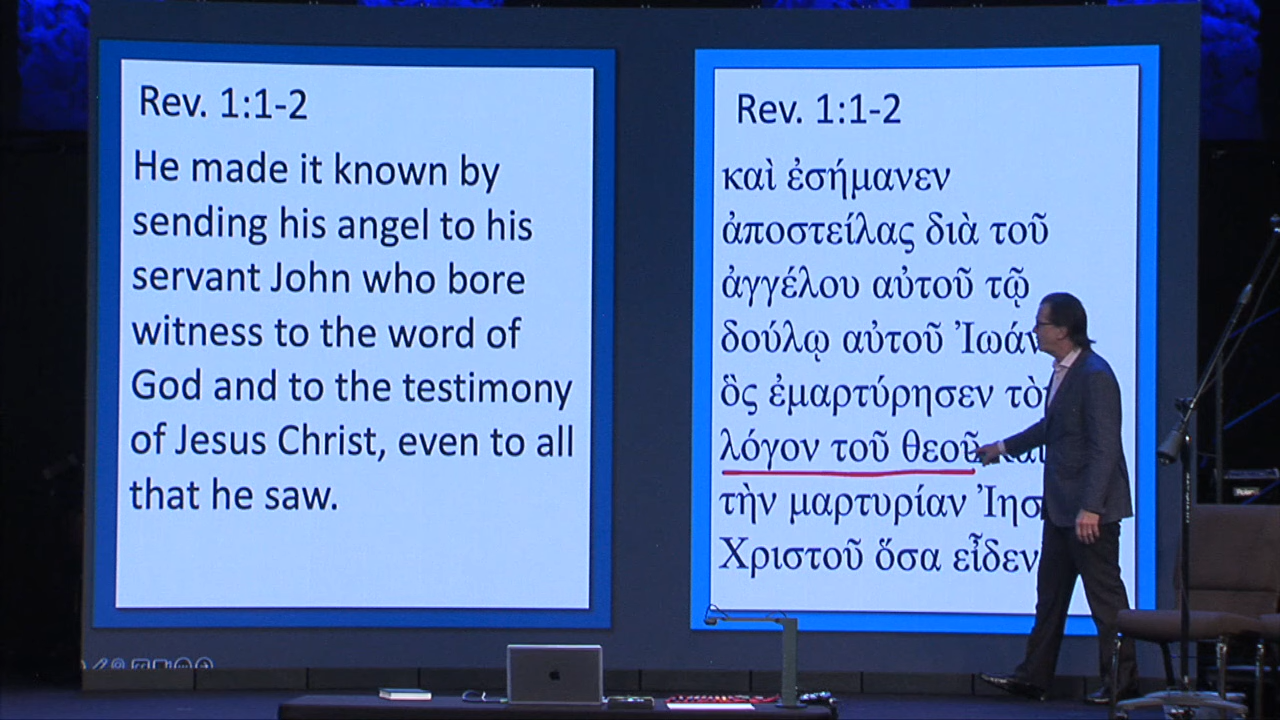 Rev. 1:1-2
He made it known by
sending his angel to his
servant John who bore
witness to the word of
God and to the testimony
of Jesus Christ, even to all
that he saw.
Rev. 1:1-2
καὶ ἐσήμανεν
ἀποστείλας διὰ τοῦ
ἀγγέλου αὐτοῦ τῷ
δούλῳ αὐτοῦ
ὃς ἐμαρτύρησεν
λόγον τοῦ θεοῦ
τὴν μαρτυρίαν
Χριστοῦ ὅσα εἶδεν